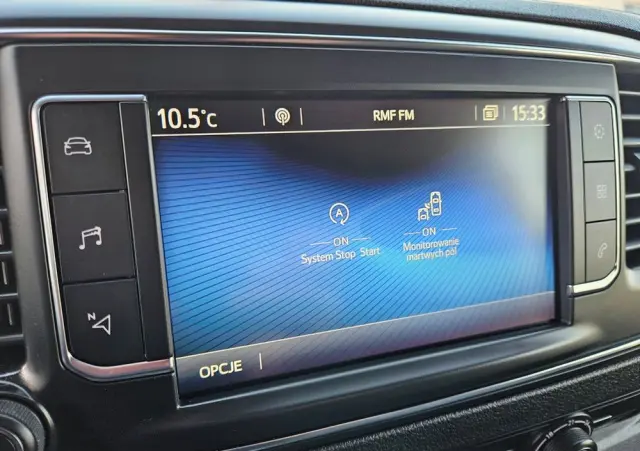 10.5°C RMF FM 15:33
A
ON ON
System Stop Start Monitorowanie
martwych pól
N
OPCJE